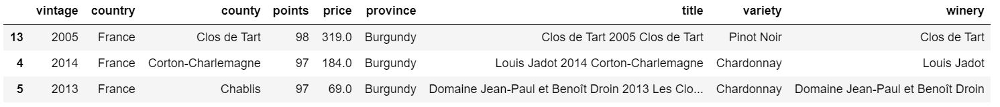 vintage country county points price province title variety winery
13 2005 France Clos de Tart 98 319.0 Burgundy Clos de Tart 2005 Clos de Tart Pinot Noir Clos de Tart
4 2014 France Corton-Charlemagne 97 184.0 Burgundy Louis Jadot 2014 Corton-Charlemagne Chardonnay Louis Jadot
5 2013 France Chablis 97 69.0 Burgundy Domaine Jean-Paul et Benoît Droin 2013 Les Clo... Chardonnay Domaine Jean-Paul et Benoît Droin